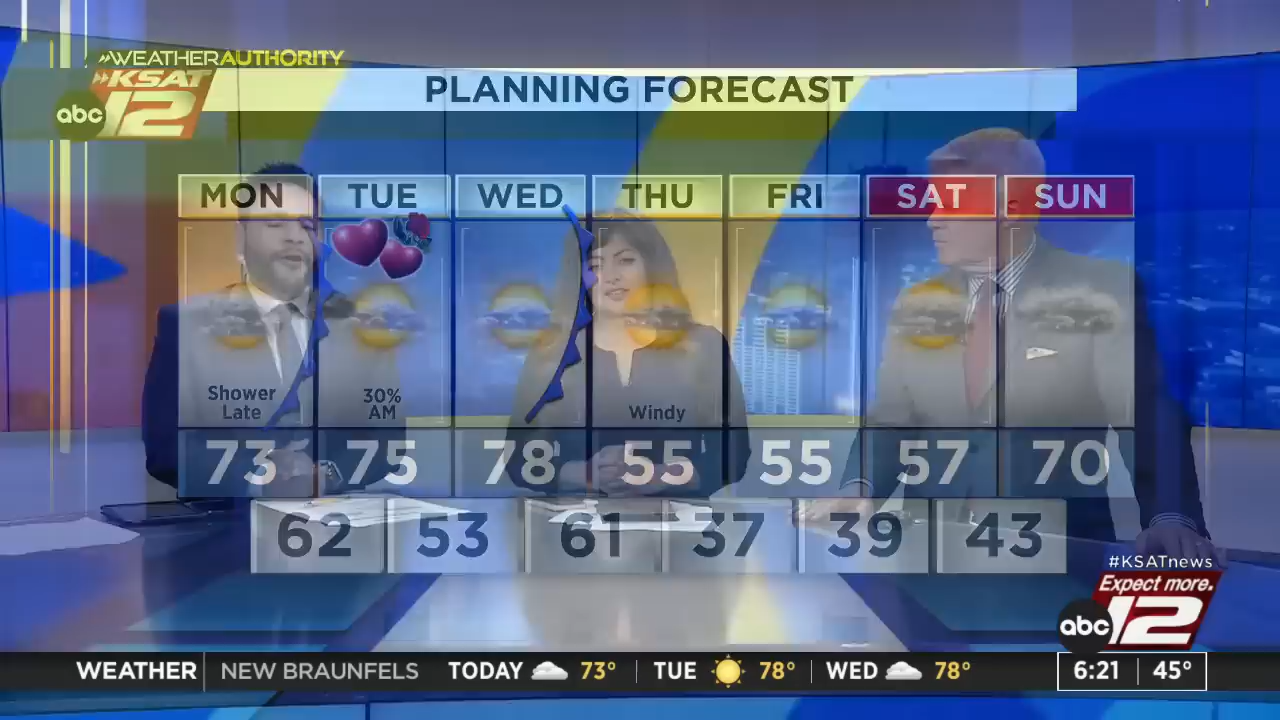 WEATHERAUTHORITY
KSAT
abc 12
PLANNING FORECAST
MON TUE WED THU FRI SAT SUN
Shower Late 30% AM Windy
73 75 78 55 55 57 70
62 53 61 37 39 43
#KSATnews
Expect more.
abc 12
WEATHER NEW BRAUNFELS TODAY 73° TUE 78° WED 78° 6:21 45°